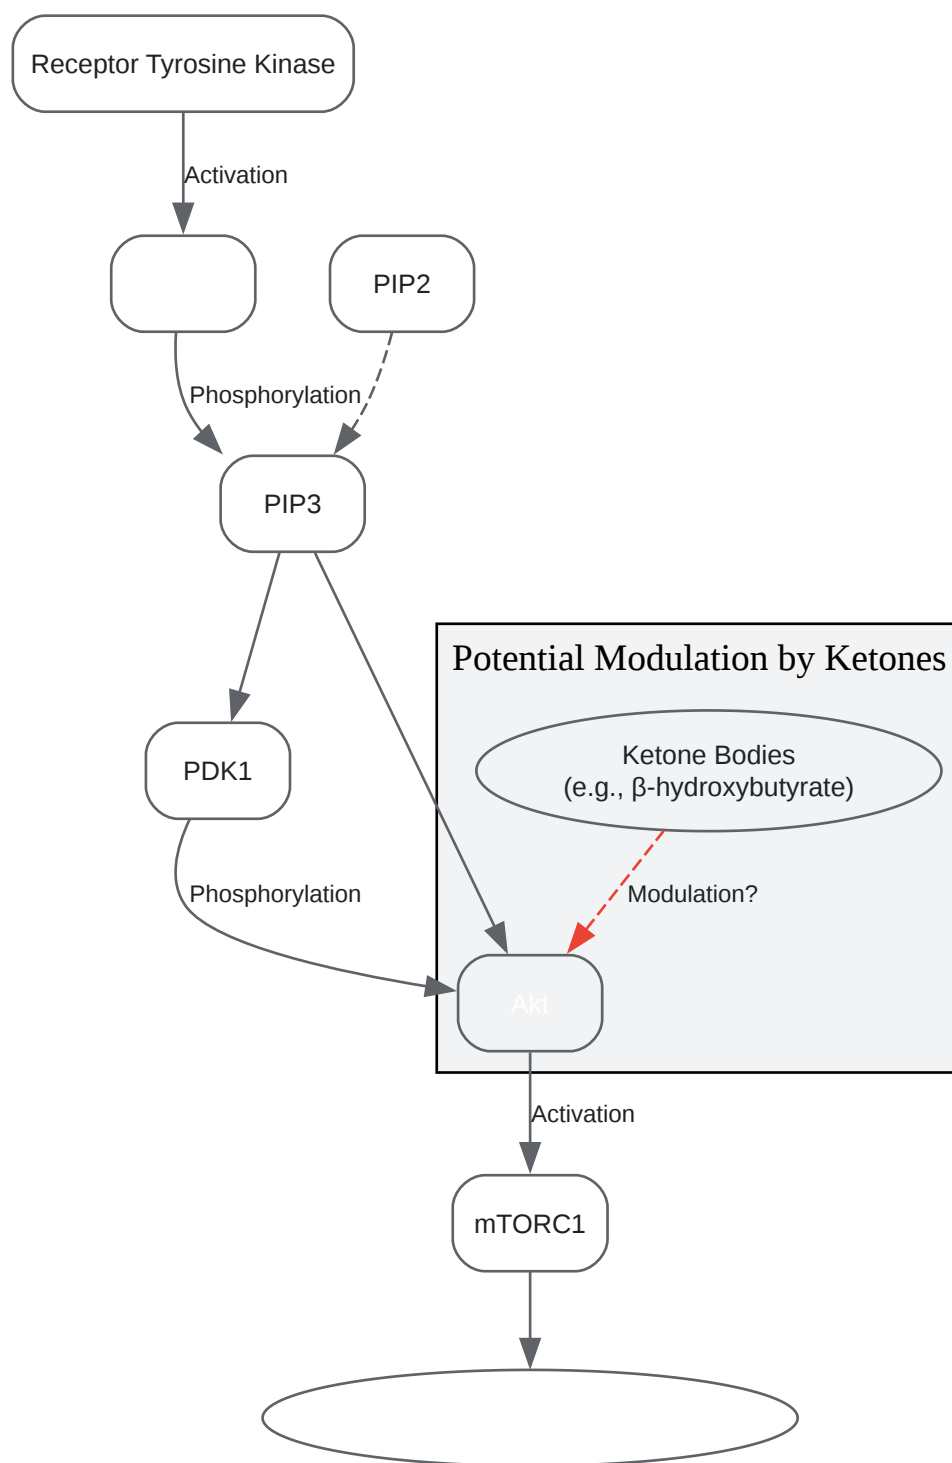 Receptor Tyrosine Kinase
Activation
PIP2
Phosphorylation
PIP3
Potential Modulation by Ketones
Ketone Bodies
(e.g., β-hydroxybutyrate)
PDK1
Phosphorylation
Modulation?
Akt
Activation
mTORC1